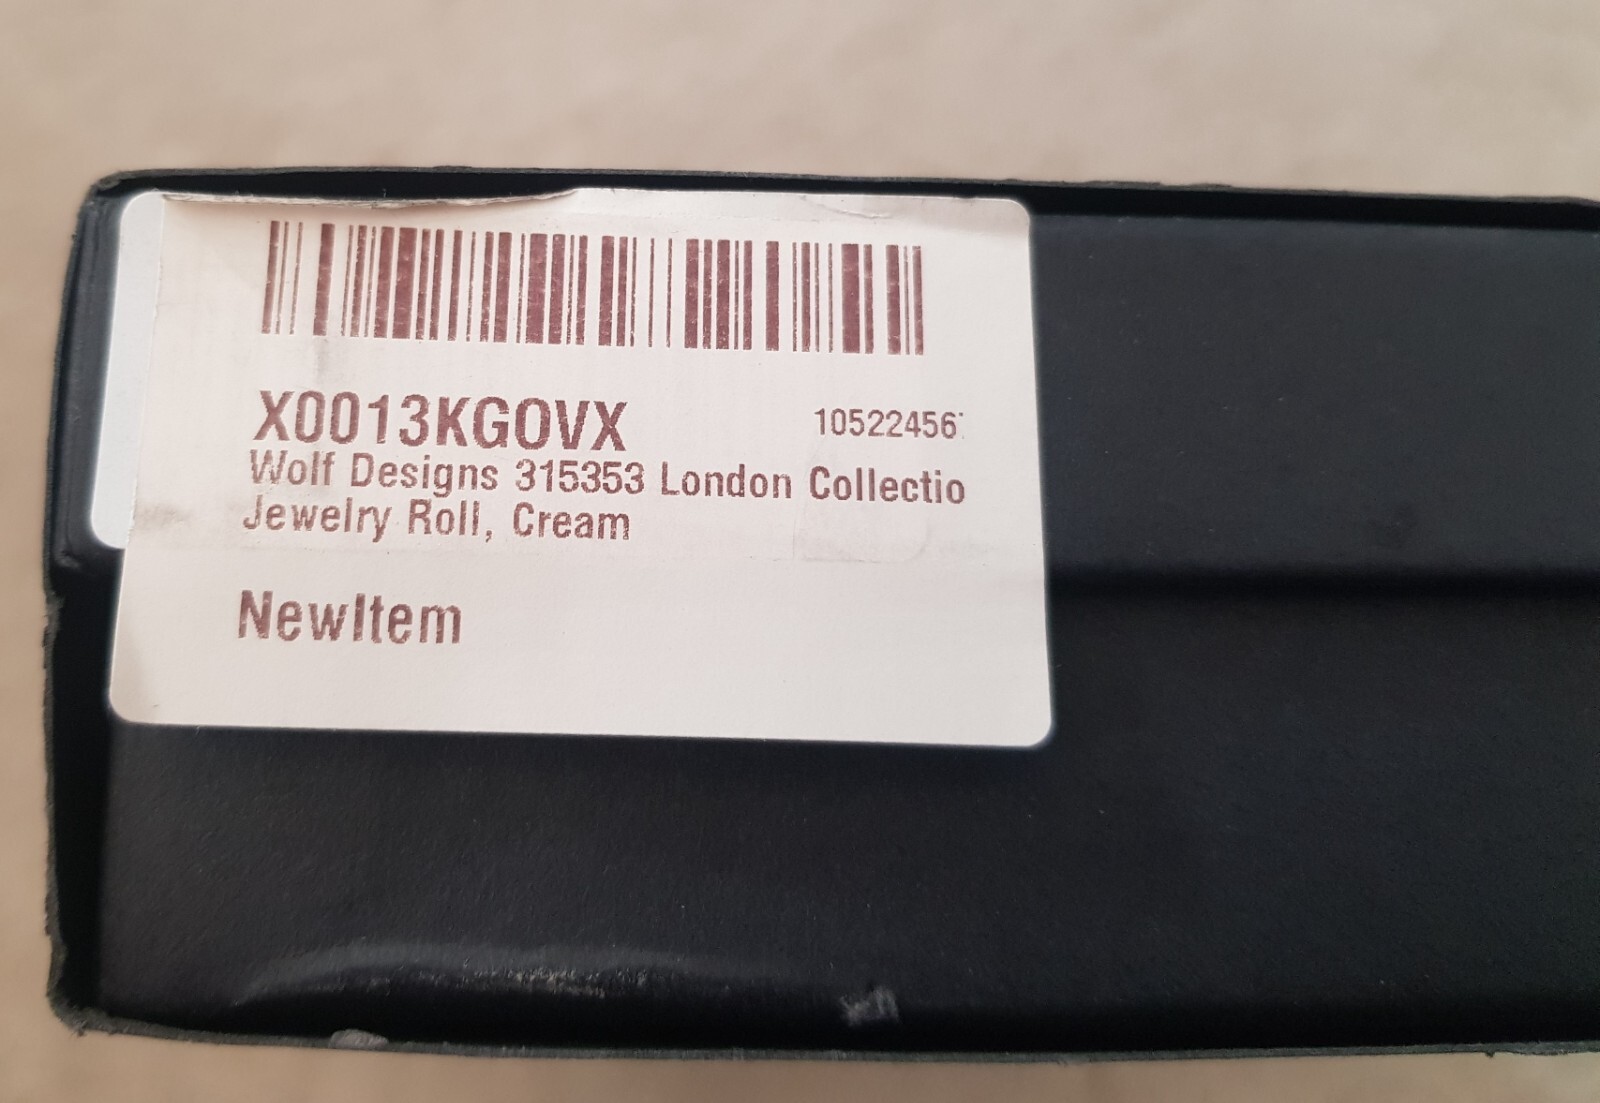 X0013KGOVX
10522456
Wolf Designs 315353 London Collectio
Jewelry Roll, Cream
NewItem